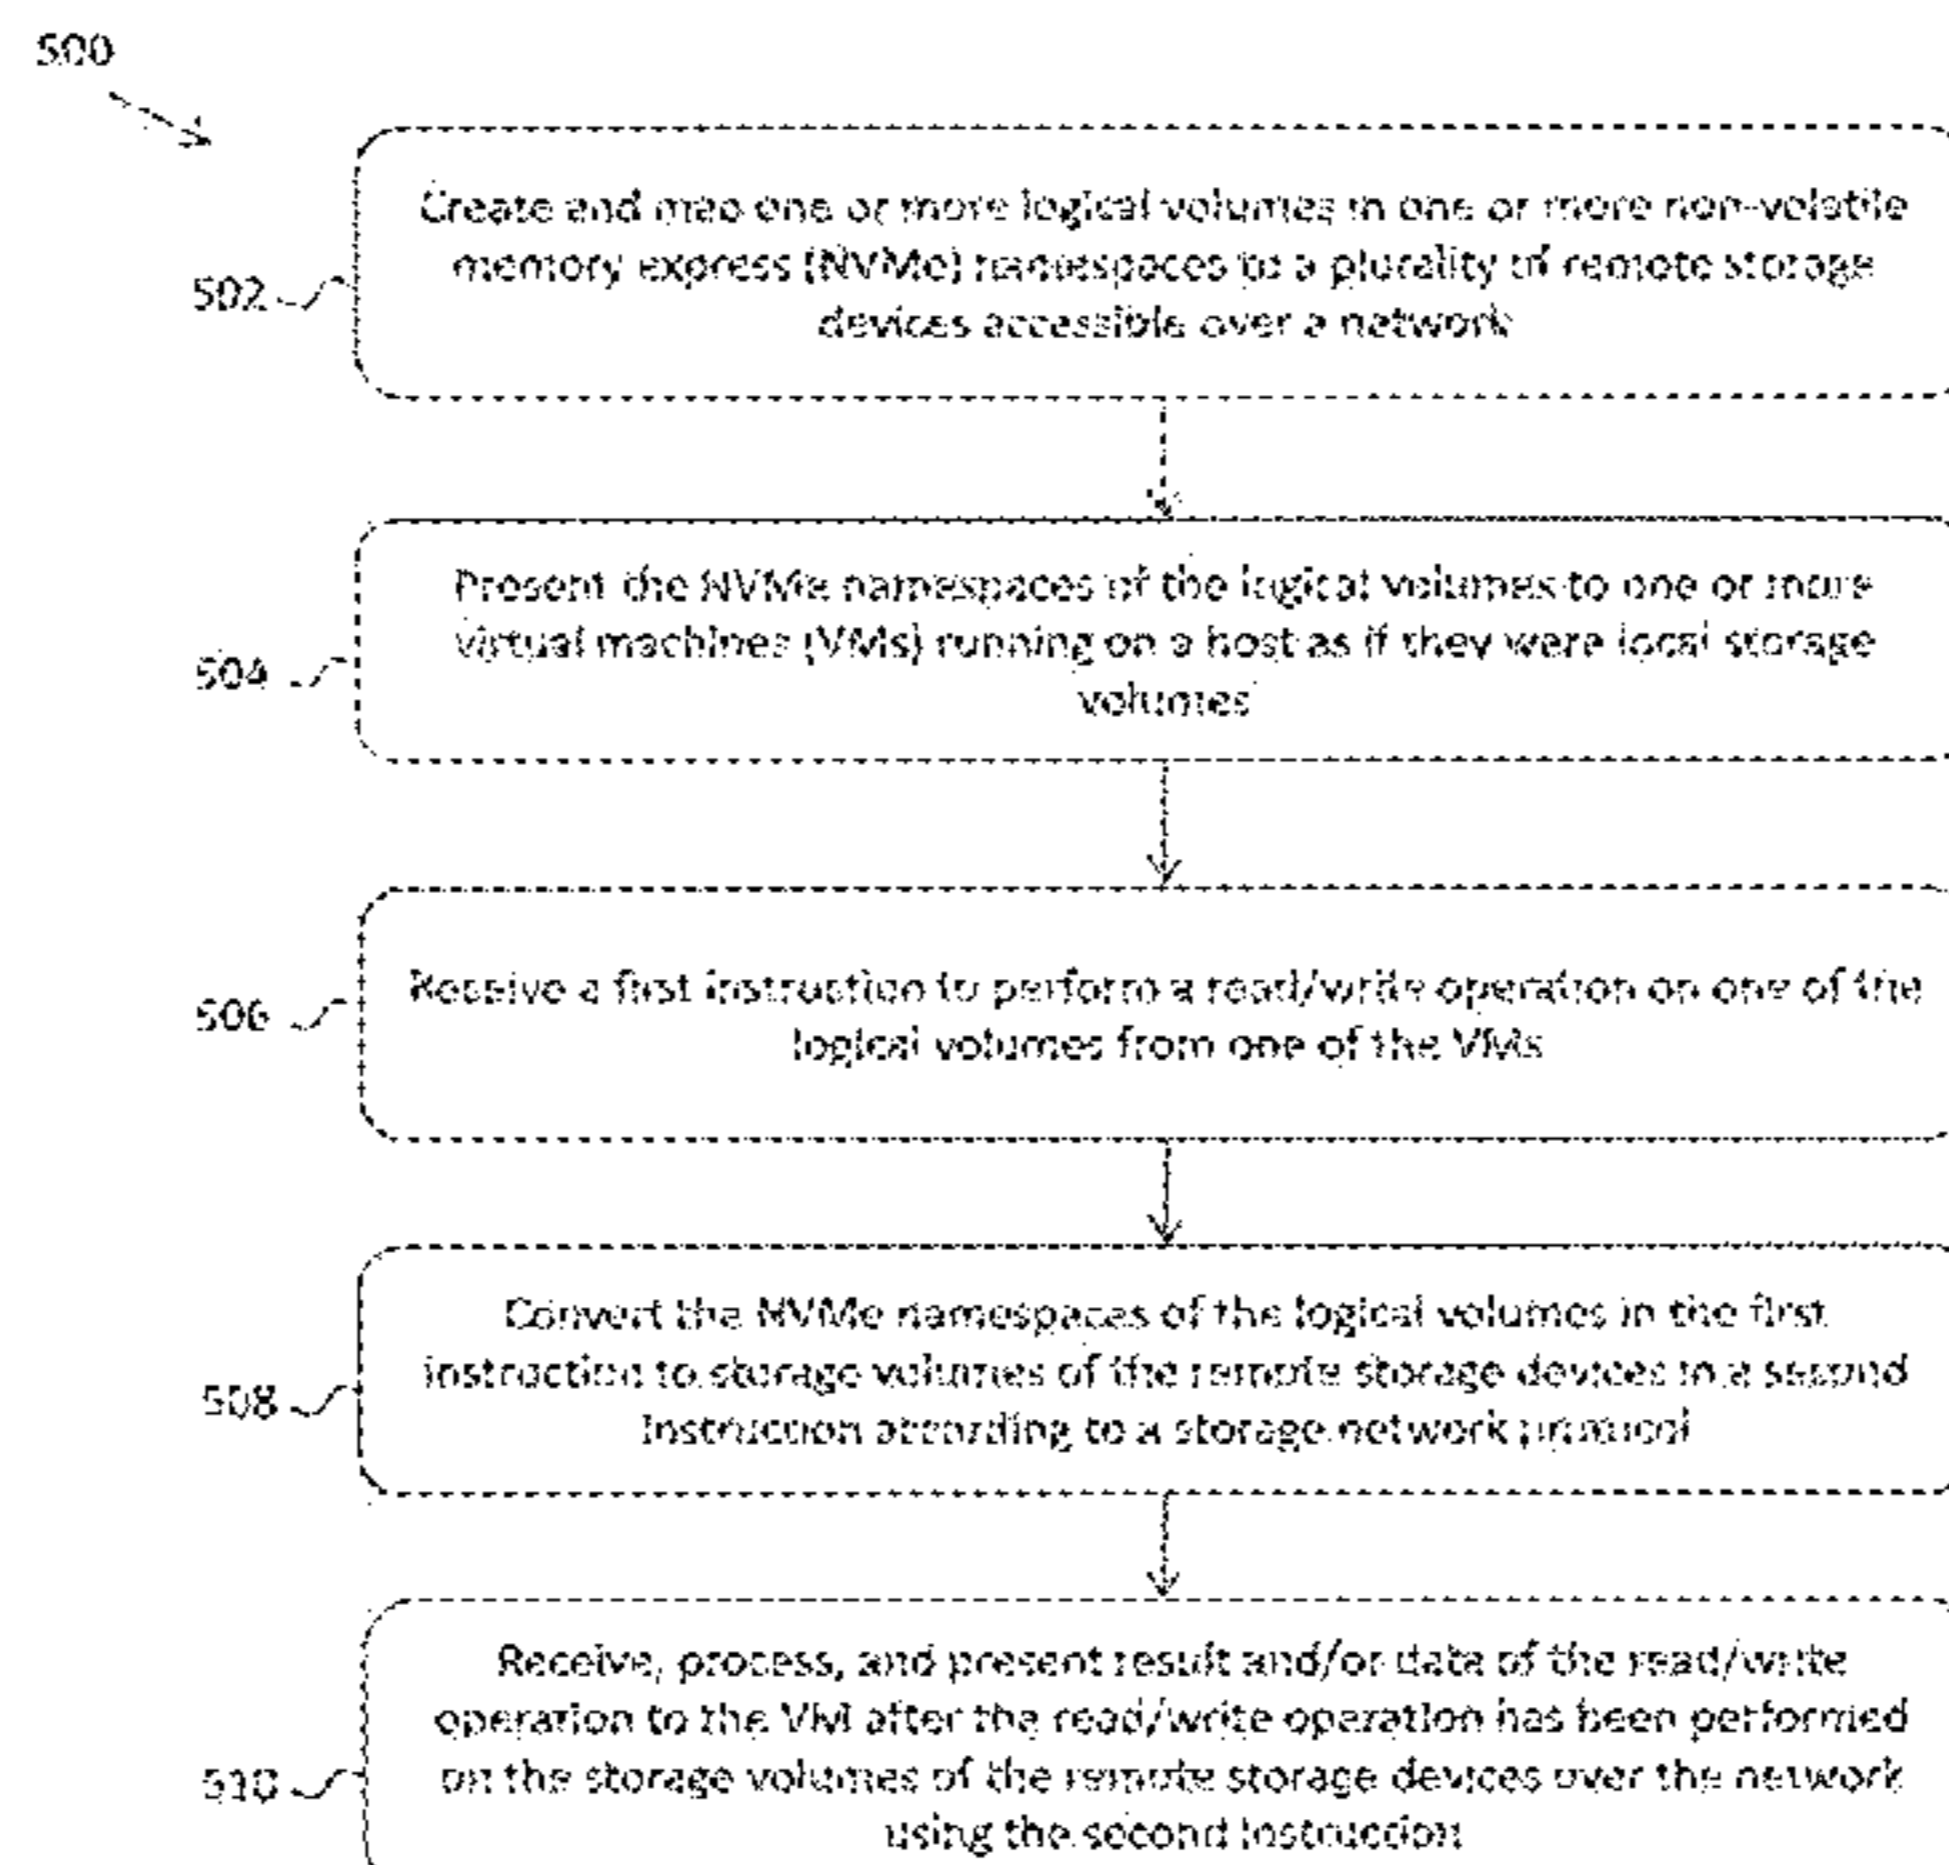 500
502
Create and map one or more logical volumes in one or more non-volatile
memory express (NVMe) namespaces to a plurality of remote storage
devices accessible over a network
504
Present the NVMe namespaces of the logical volumes to one or more
virtual machines (VMs) running on a host as if they were local storage
volumes
506
Receive a first instruction to perform a read/write operation on one of the
logical volumes from one of the VMs
508
Convert the NVMe namespaces of the logical volumes in the first
instruction to storage volumes of the remote storage devices in a second
instruction according to a storage network protocol
510
Receive, process, and present result and/or data of the read/write
operation to the VM after the read/write operation has been performed
on the storage volumes of the remote storage devices over the network
using the second instruction